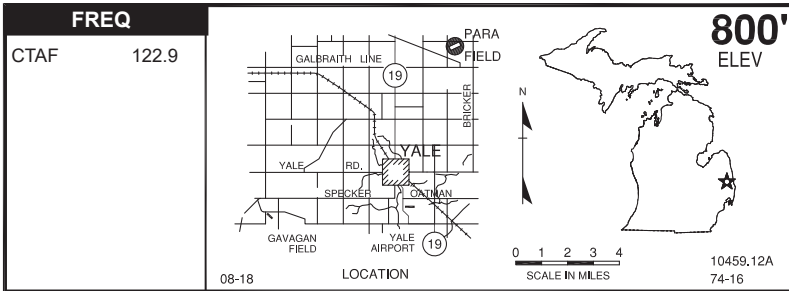 FREQ
CTAF 122.9
PARA
FIELD
GALBRAITH LINE
19
BRICKER
YALE
YALE RD.
SPECKER OATMAN
GAVAGAN
FIELD
YALE
AIRPORT
19
08-18
LOCATION
800'
ELEV
N
0 1 2 3 4
SCALE IN MILES
10459.12A
74-16